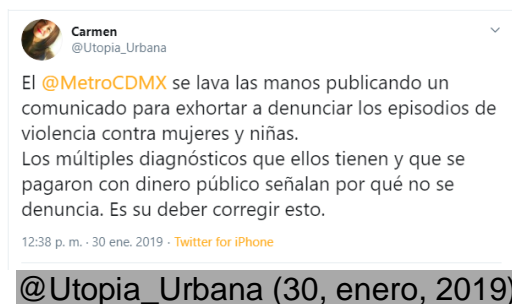 Carmen
@Utopia_Urbana
El @MetroCDMX se lava las manos publicando un
comunicado para exhortar a denunciar los episodios de
violencia contra mujeres y niñas.
Los múltiples diagnósticos que ellos tienen y que se
pagaron con dinero público señalan por qué no se
denuncia. Es su deber corregir esto.
12:38 p. m. · 30 ene. 2019 · Twitter for iPhone
@Utopia_Urbana (30, enero, 2019)